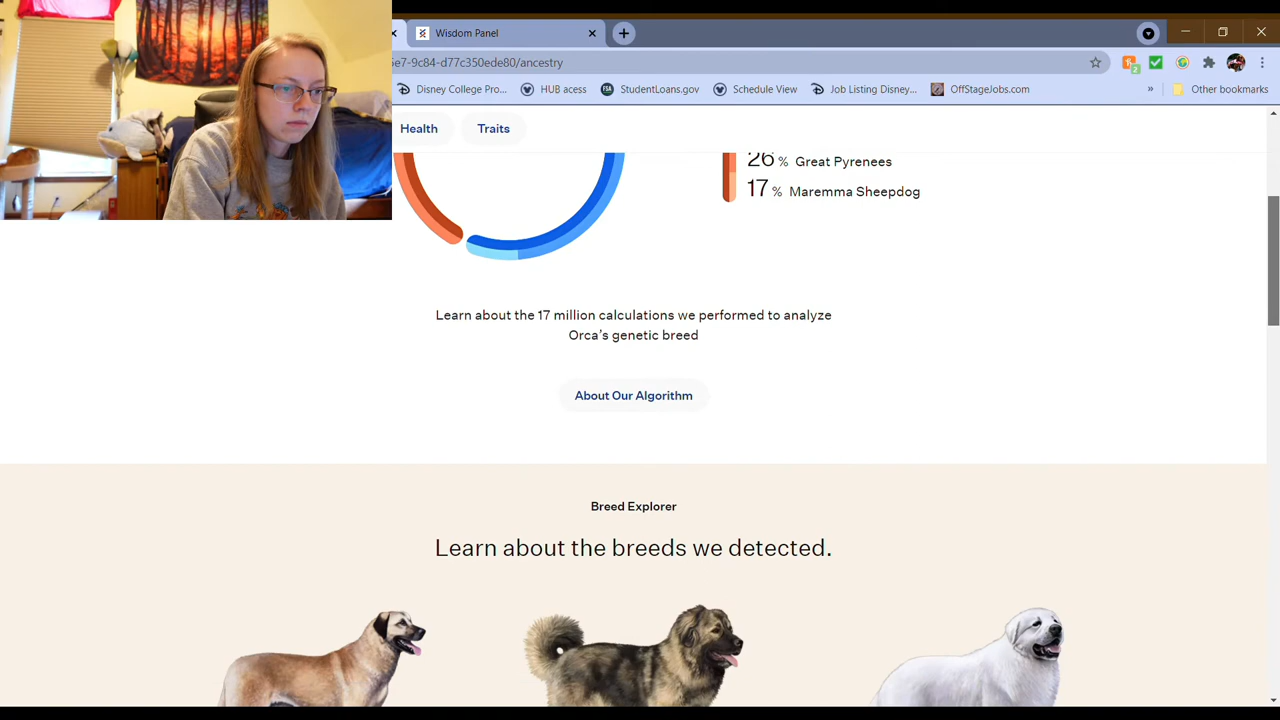 Wisdom Panel
5e7-9c84-d77c350ede80/ancestry
Disney College Pro... HUB acess StudentLoans.gov Schedule View Job Listing Disney... OffStageJobs.com » Other bookmarks
Health Traits
26 % Great Pyrenees
17 % Maremma Sheepdog
Learn about the 17 million calculations we performed to analyze
Orca's genetic breed
About Our Algorithm
Breed Explorer
Learn about the breeds we detected.